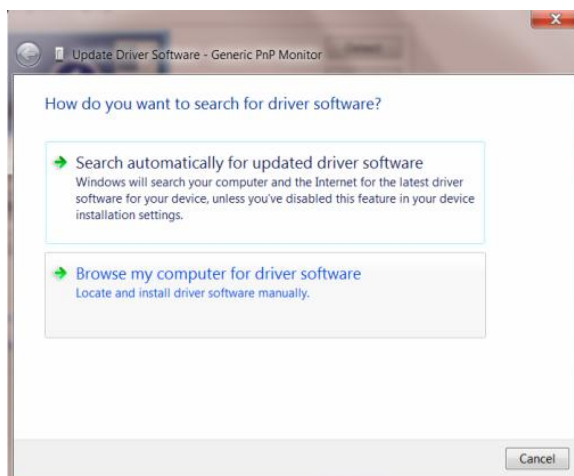 Update Driver Software - Generic PnP Monitor
How do you want to search for driver software?
Search automatically for updated driver software
Windows will search your computer and the Internet for the latest driver
software for your device, unless you've disabled this feature in your device
installation settings.
Browse my computer for driver software
Locate and install driver software manually.
Cancel